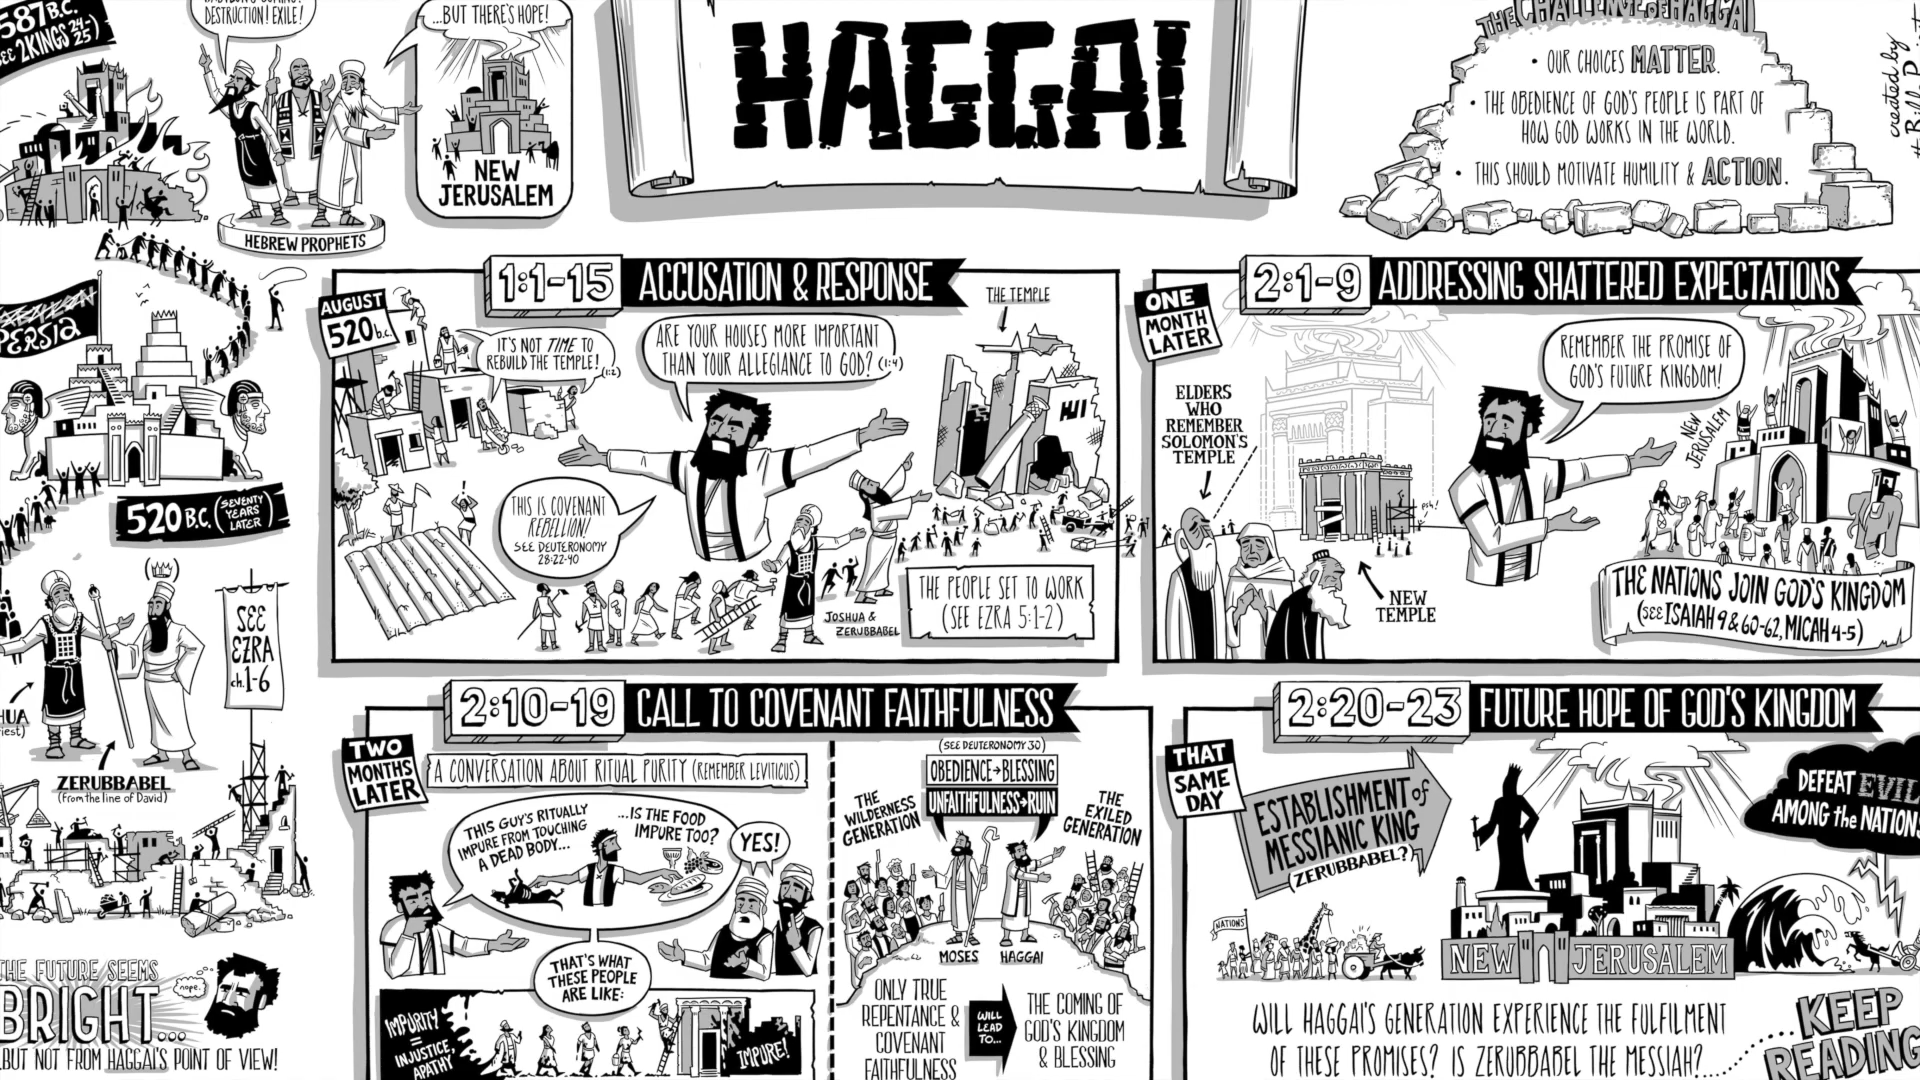 587 B.C.
SEE 2 KINGS 24-
25)
DESTRUCTION! EXILE!
...BUT THERE'S HOPE!
NEW
JERUSALEM
HEBREW PROPHETS
HAGGAI
THE CHALLENGE OF HAGGAI
• OUR CHOICES MATTER.
• THE OBEDIENCE OF GOD'S PEOPLE IS PART OF
HOW GOD WORKS IN THE WORLD.
• THIS SHOULD MOTIVATE HUMILITY & ACTION.
created by
PERSIA
520 B.C. (SEVENTY
YEARS
LATER)
SEE
EZRA
ch. 1-6
ZERUBBABEL
(from the line of David)
THE FUTURE SEEMS
BRIGHT...
nope.
BUT NOT FROM HAGGAI'S POINT OF VIEW!
1:1-15 ACCUSATION & RESPONSE
AUGUST
520 b.c.
IT'S NOT TIME TO
REBUILD THE TEMPLE! (1:2)
ARE YOUR HOUSES MORE IMPORTANT
THAN YOUR ALLEGIANCE TO GOD? (1:4)
THE TEMPLE
THIS IS COVENANT
REBELLION!
SEE DEUTERONOMY
28:22-40
!
JOSHUA &
ZERUBBABEL
THE PEOPLE SET TO WORK
(SEE EZRA 5:1-2)
2:1-9 ADDRESSING SHATTERED EXPECTATIONS
ONE
MONTH
LATER
ELDERS
WHO
REMEMBER
SOLOMON'S
TEMPLE
psh!
NEW
TEMPLE
REMEMBER THE PROMISE OF
GOD'S FUTURE KINGDOM!
NEW
JERUSALEM
THE NATIONS JOIN GOD'S KINGDOM
(SEE ISAIAH 9 & 60-62, MICAH 4-5)
2:10-19 CALL TO COVENANT FAITHFULNESS
TWO
MONTHS
LATER
A CONVERSATION ABOUT RITUAL PURITY (REMEMBER LEVITICUS)
THIS GUY'S RITUALLY
IMPURE FROM TOUCHING
A DEAD BODY...
...IS THE FOOD
IMPURE TOO?
YES!
THAT'S WHAT
THESE PEOPLE
ARE LIKE:
IMPURITY
=
INJUSTICE,
APATHY
IMPURE!
(SEE DEUTERONOMY 30)
OBEDIENCE→BLESSING
UNFAITHFULNESS→RUIN
THE
WILDERNESS
GENERATION
THE
EXILED
GENERATION
MOSES
HAGGAI
ONLY TRUE
REPENTANCE &
COVENANT
FAITHFULNESS
WILL
LEAD
TO...
THE COMING OF
GOD'S KINGDOM
& BLESSING
2:20-23 FUTURE HOPE OF GOD'S KINGDOM
THAT
SAME
DAY
ESTABLISHMENT of
MESSIANIC KING
(ZERUBBABEL?)
DEFEAT EVIL
AMONG the NATIONS
NATIONS
NEW JERUSALEM
WILL HAGGAI'S GENERATION EXPERIENCE THE FULFILMENT
OF THESE PROMISES? IS ZERUBBABEL THE MESSIAH?...
KEEP
READING